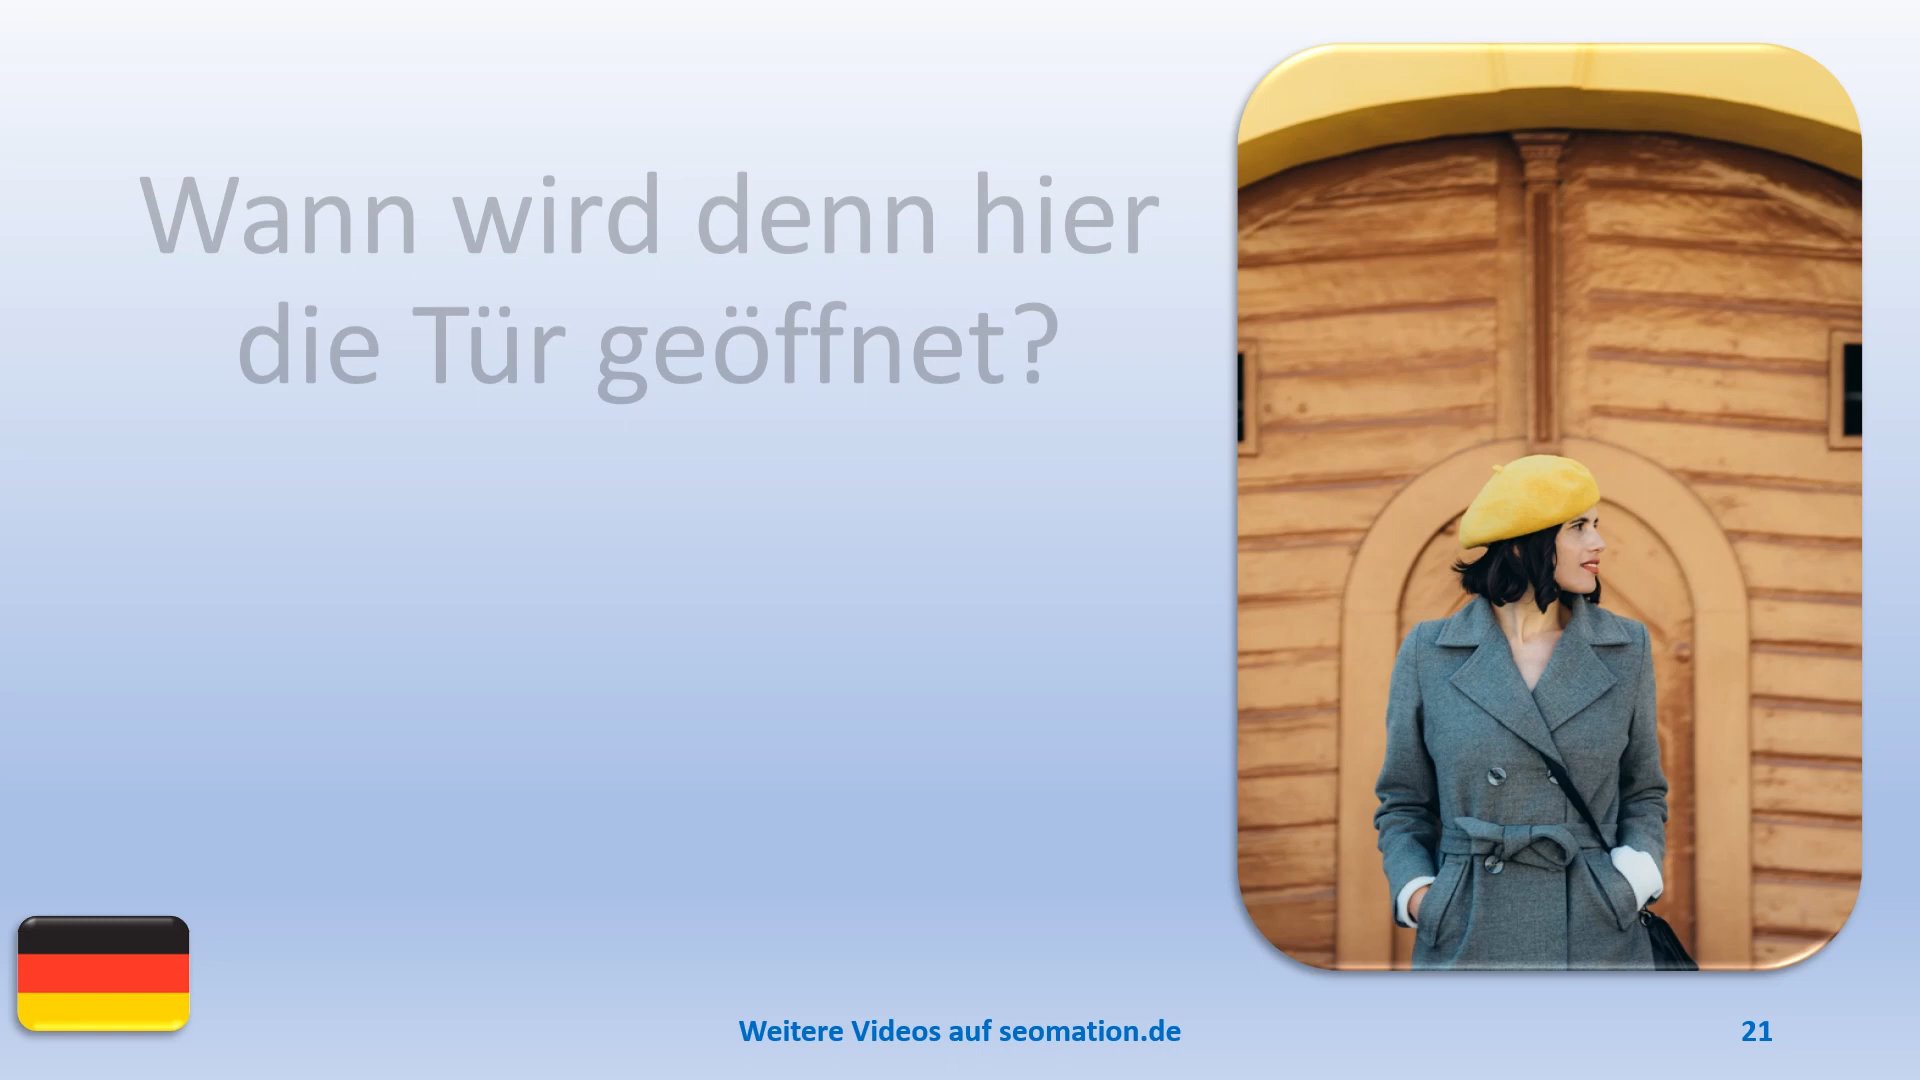 Wann wird denn hier
die Tür geöffnet?
Weitere Videos auf seomation.de
21